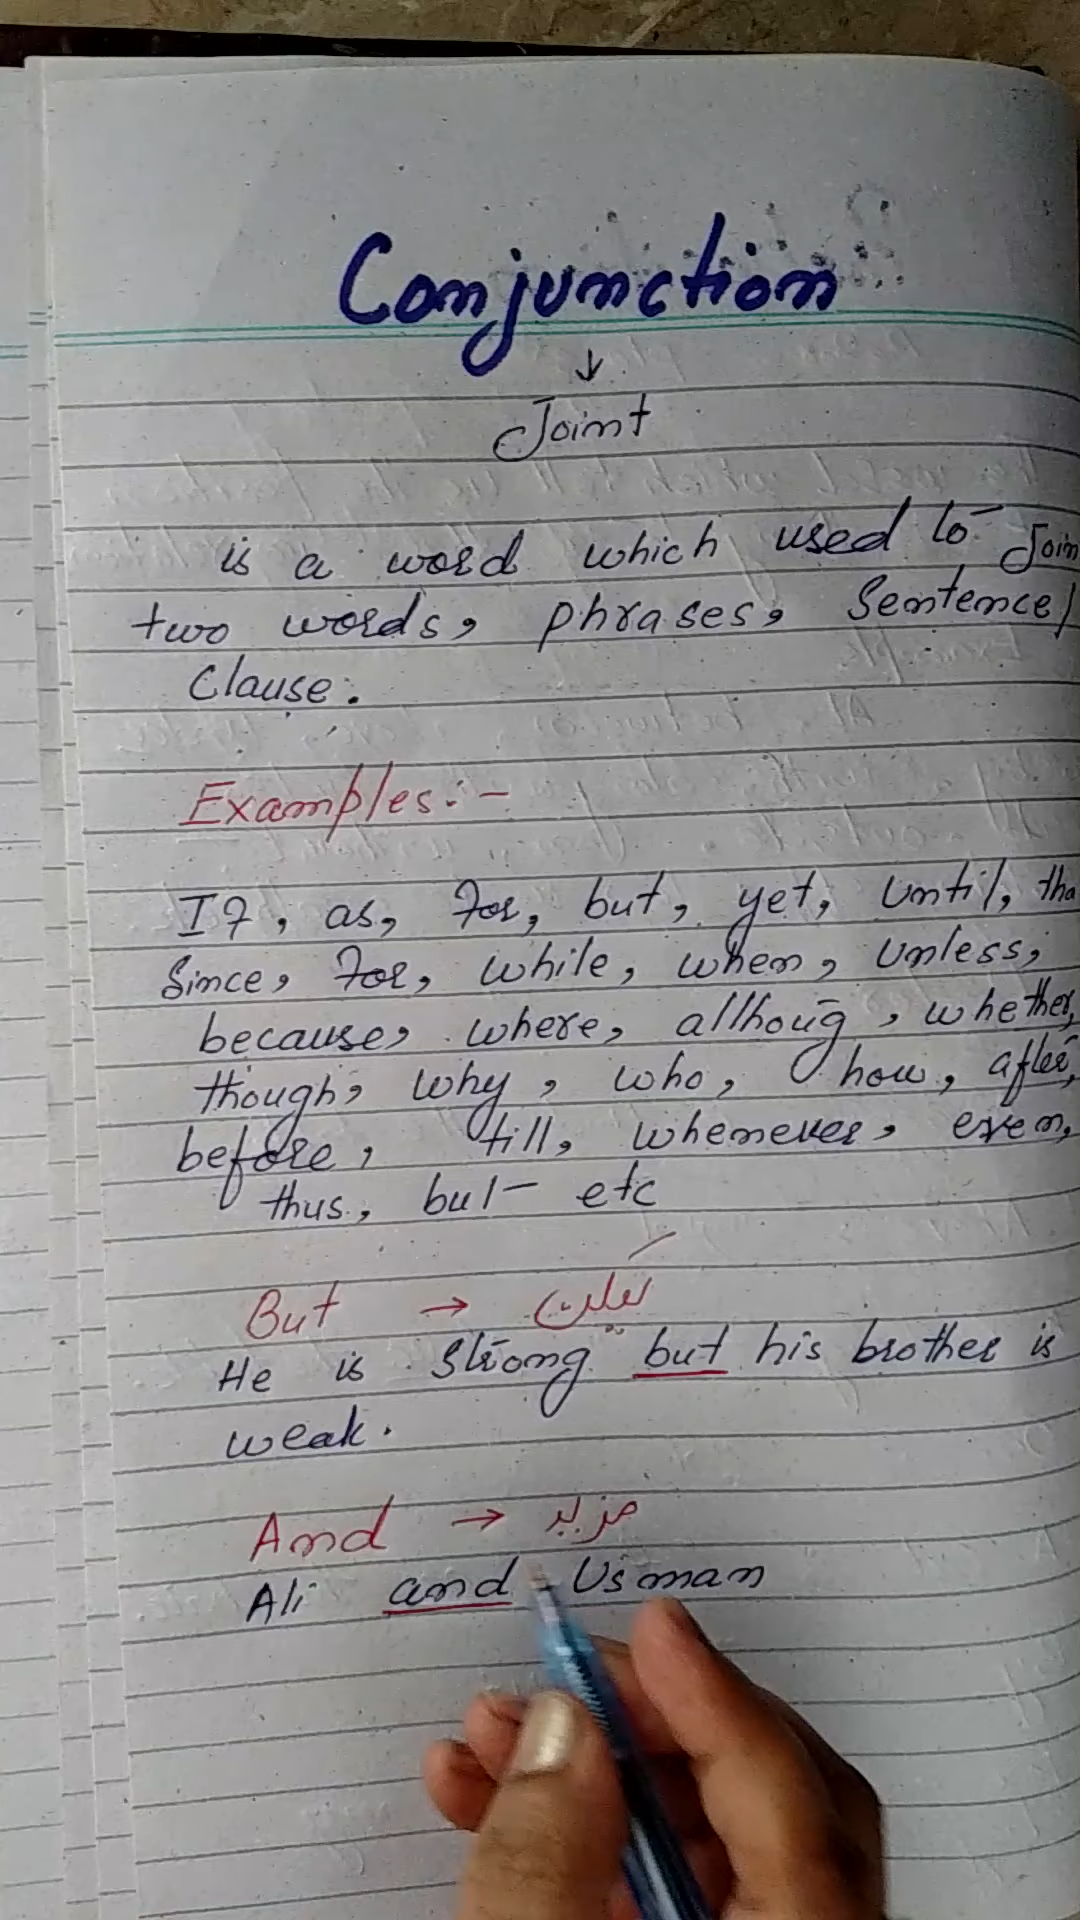 Conjunction
↓
Joint
is a word which used to Join
two words, phrases, Sentence/
Clause.
Examples:-
If, as, For, but, yet, Until, tha
Since, For, while, when, Unless,
because, where, althoug, whether,
though, why, who, how, after,
before, till, whenever, even,
thus, but etc
But → لیکن
He is strong but his brother is
weak.
And → مزید
Ali and Usman